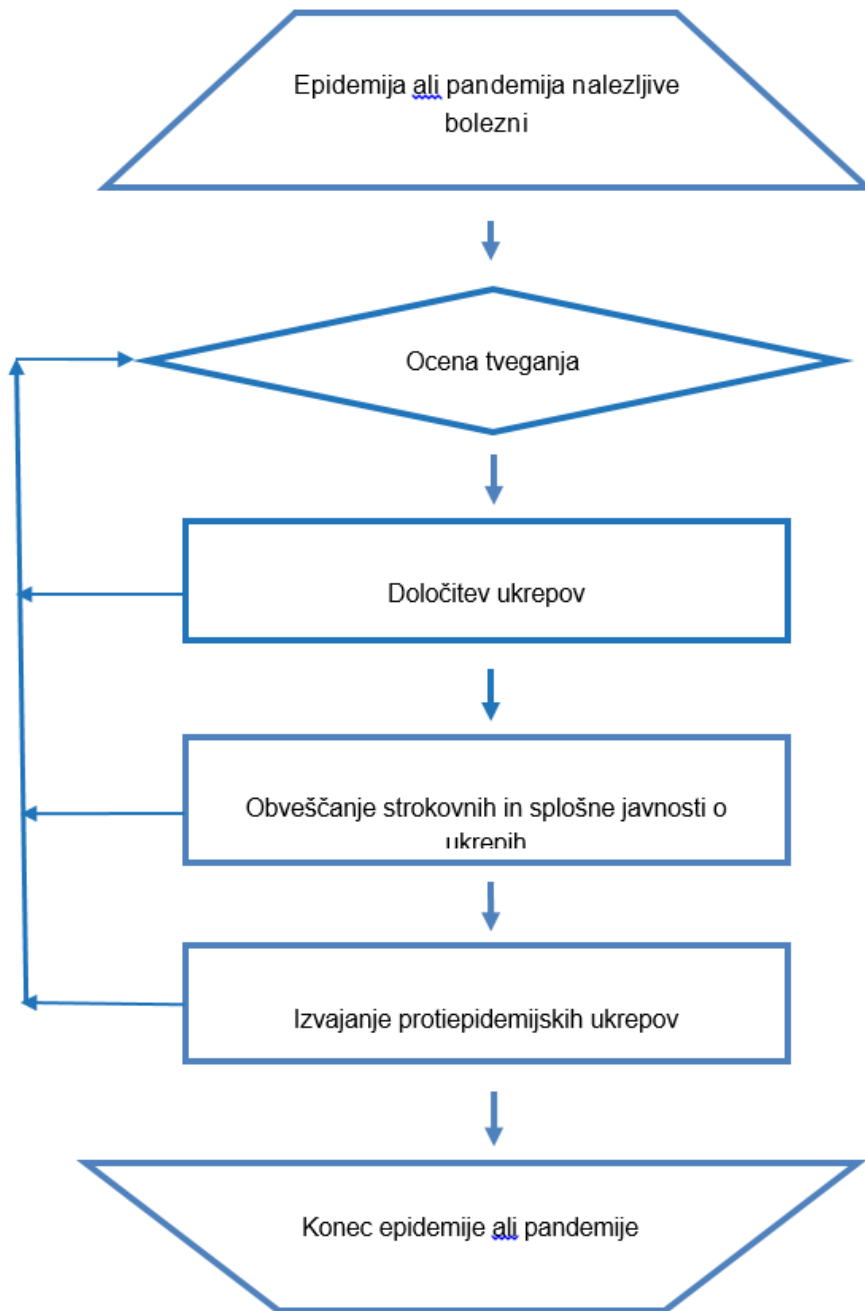 Epidemija ali pandemija nalezljive
bolezni
Ocena tveganja
Določitev ukrepov
Obveščanje strokovnih in splošne javnosti o
ukrepih
Izvajanje protiepidemijskih ukrepov
Konec epidemije ali pandemije